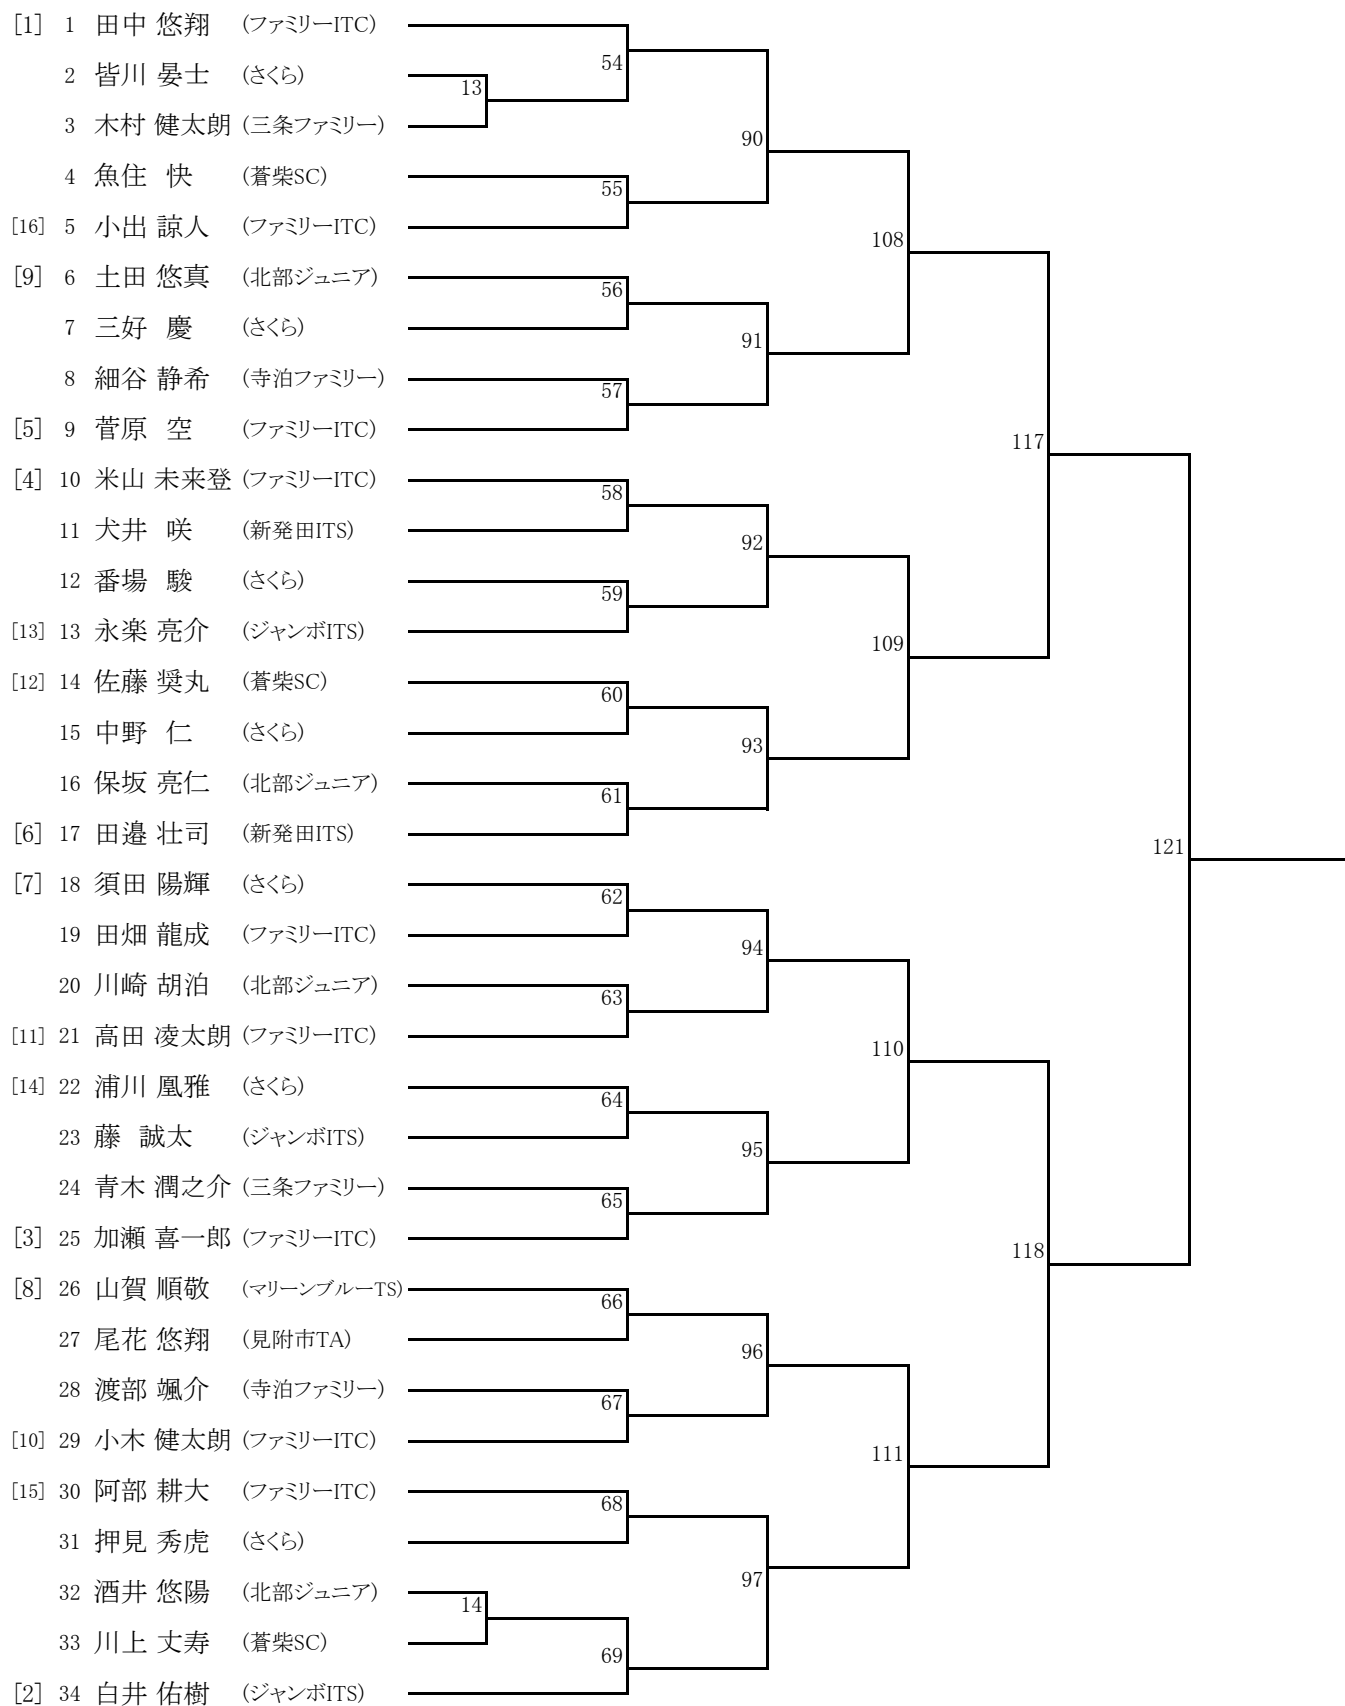 [1] 1 田中 悠翔 (ファミリーITC)
54
2 皆川 晏士 (さくら)
13
3 木村 健太朗 (三条ファミリー)
90
4 魚住 快 (蒼柴SC)
55
[16] 5 小出 諒人 (ファミリーITC)
108
[9] 6 土田 悠真 (北部ジュニア)
56
7 三好 慶 (さくら)
91
8 細谷 静希 (寺泊ファミリー)
57
[5] 9 菅原 空 (ファミリーITC)
117
[4] 10 米山 未来登 (ファミリーITC)
58
11 犬井 咲 (新発田ITS)
92
12 番場 駿 (さくら)
59
[13] 13 永楽 亮介 (ジャンボITS)
109
[12] 14 佐藤 奨丸 (蒼柴SC)
60
15 中野 仁 (さくら)
93
16 保坂 亮仁 (北部ジュニア)
61
[6] 17 田邉 壮司 (新発田ITS)
121
[7] 18 須田 陽輝 (さくら)
62
19 田畑 龍成 (ファミリーITC)
94
20 川崎 胡泊 (北部ジュニア)
63
[11] 21 高田 凌太朗 (ファミリーITC)
110
[14] 22 浦川 凰雅 (さくら)
64
23 藤 誠太 (ジャンボITS)
95
24 青木 潤之介 (三条ファミリー)
65
[3] 25 加瀬 喜一郎 (ファミリーITC)
118
[8] 26 山賀 順敬 (マリーンブルーTS)
66
27 尾花 悠翔 (見附市TA)
96
28 渡部 颯介 (寺泊ファミリー)
67
[10] 29 小木 健太朗 (ファミリーITC)
111
[15] 30 阿部 耕大 (ファミリーITC)
68
31 押見 秀虎 (さくら)
97
32 酒井 悠陽 (北部ジュニア)
14
33 川上 丈寿 (蒼柴SC)
69
[2] 34 白井 佑樹 (ジャンボITS)